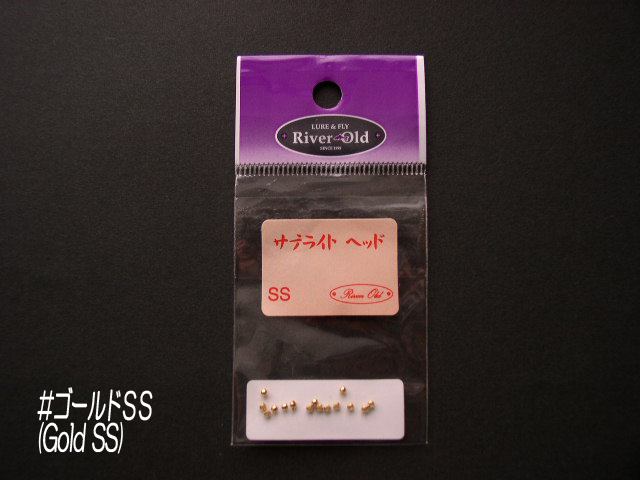 LURE & FLY
River Old
SINCE 1995
サテライト ヘッド
SS
River Old
#ゴールドSS
(Gold SS)